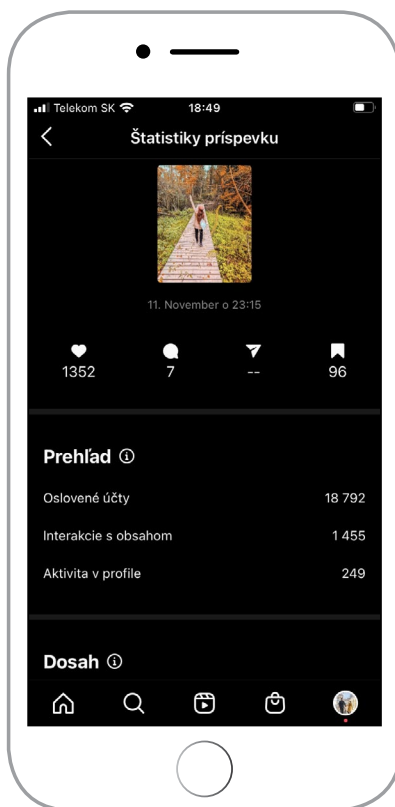 Telekom SK 18:49
Štatistiky príspevku
11. November o 23:15
1352 7 -- 96
Prehľad
Oslovené účty 18 792
Interakcie s obsahom 1 455
Aktivita v profile 249
Dosah